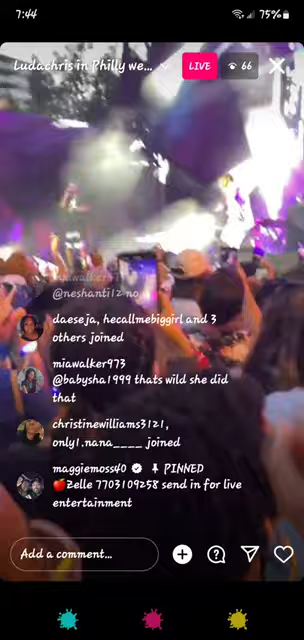 7:44
75%
Ludachris in Philly we...
LIVE
66
@neshanti12 no
daeseja, hecallmebiggirl and 3
others joined
miawalker973
@babysha1999 thats wild she did
that
christinewilliams3121,
only1.nana____ joined
maggiemoss40 PINNED
🍎Zelle 7703109258 send in for live
entertainment
Add a comment...